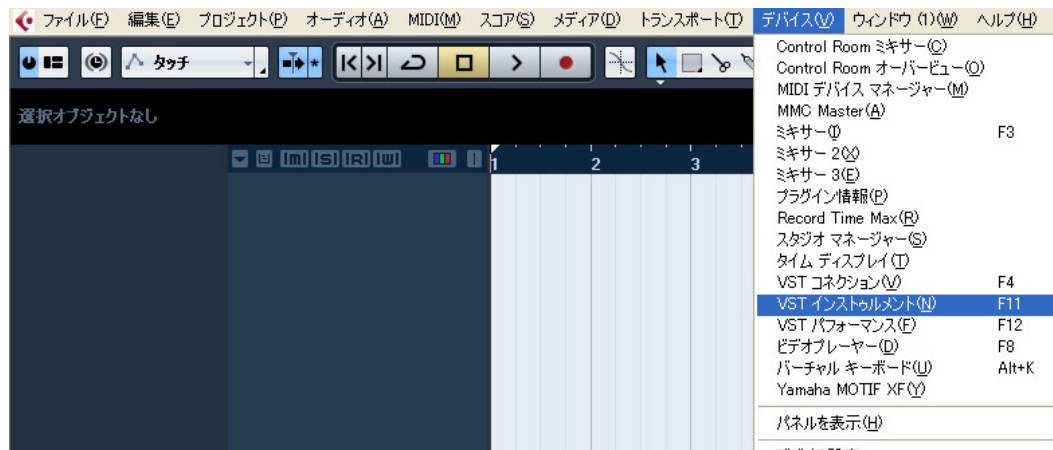 ファイル(F) 編集(E) プロジェクト(P) オーディオ(A) MIDI(M) スコア(S) メディア(D) トランスポート(T) デバイス(V) ウィンドウ (1)(W) ヘルプ(H)
タッチ
選択オブジェクトなし
M S R W
1 2 3
Control Room ミキサー(C)
Control Room オーバービュー(O)
MIDI デバイス マネージャー(M)
MMC Master(A)
ミキサー(I) F3
ミキサー 2(X)
ミキサー 3(E)
プラグイン情報(P)
Record Time Max(R)
スタジオ マネージャー(S)
タイム ディスプレイ(T)
VST コネクション(V) F4
VST インストゥルメント(N) F11
VST パフォーマンス(F) F12
ビデオプレーヤー(D) F8
バーチャル キーボード(U) Alt+K
Yamaha MOTIF XF(Y)
パネルを表示(H)